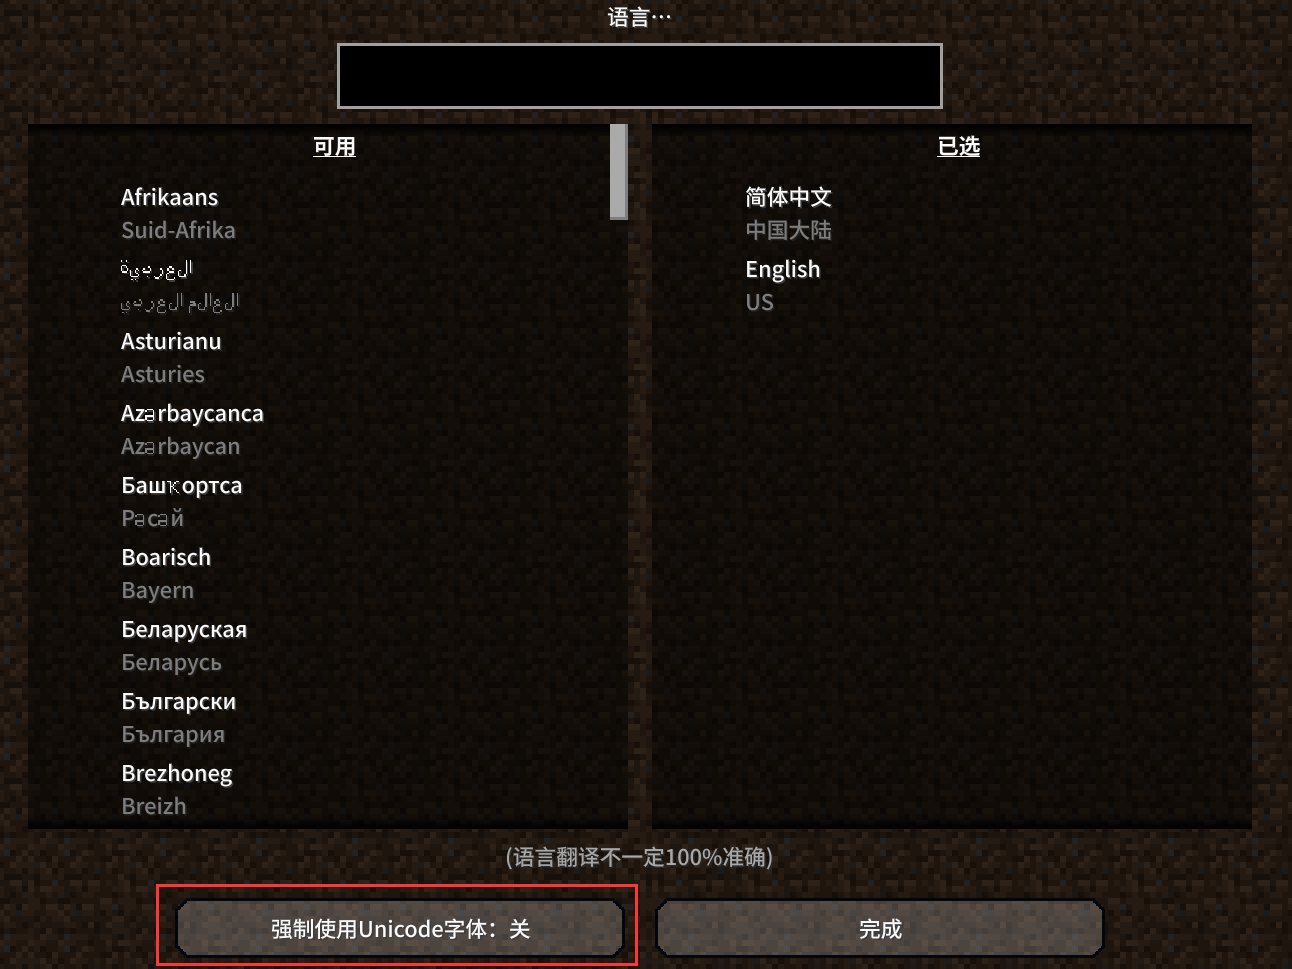 语言…
可用
Afrikaans
Suid-Afrika
العربية
العالم العربي
Asturianu
Asturies
Azərbaycanca
Azərbaycan
Башҡортса
Рәсәй
Boarisch
Bayern
Беларуская
Беларусь
Български
България
Brezhoneg
Breizh
已选
简体中文
中国大陆
English
US
(语言翻译不一定100%准确)
强制使用Unicode字体：关
完成